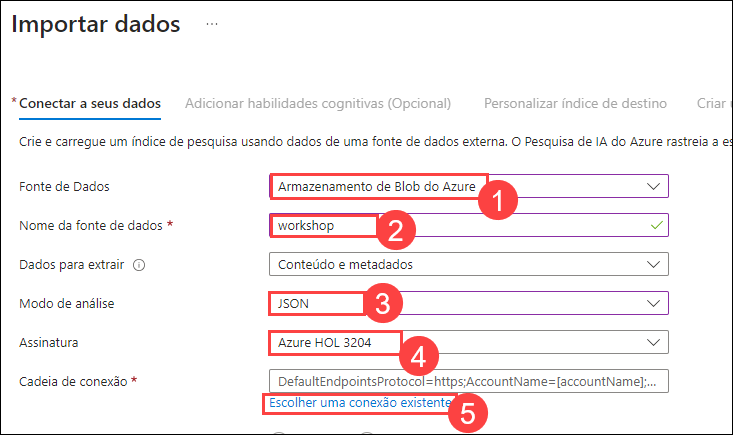 Importar dados ...
* Conectar a seus dados Adicionar habilidades cognitivas (Opcional) Personalizar índice de destino Criar
Crie e carregue um índice de pesquisa usando dados de uma fonte de dados externa. O Pesquisa de IA do Azure rastreia a
Fonte de Dados Armazenamento de Blob do Azure 1
Nome da fonte de dados * workshop 2
Dados para extrair Conteúdo e metadados
Modo de análise JSON 3
Assinatura Azure HOL 3204 4
Cadeia de conexão * DefaultEndpointsProtocol=https;AccountName=[accountName];...
Escolher uma conexão existente 5